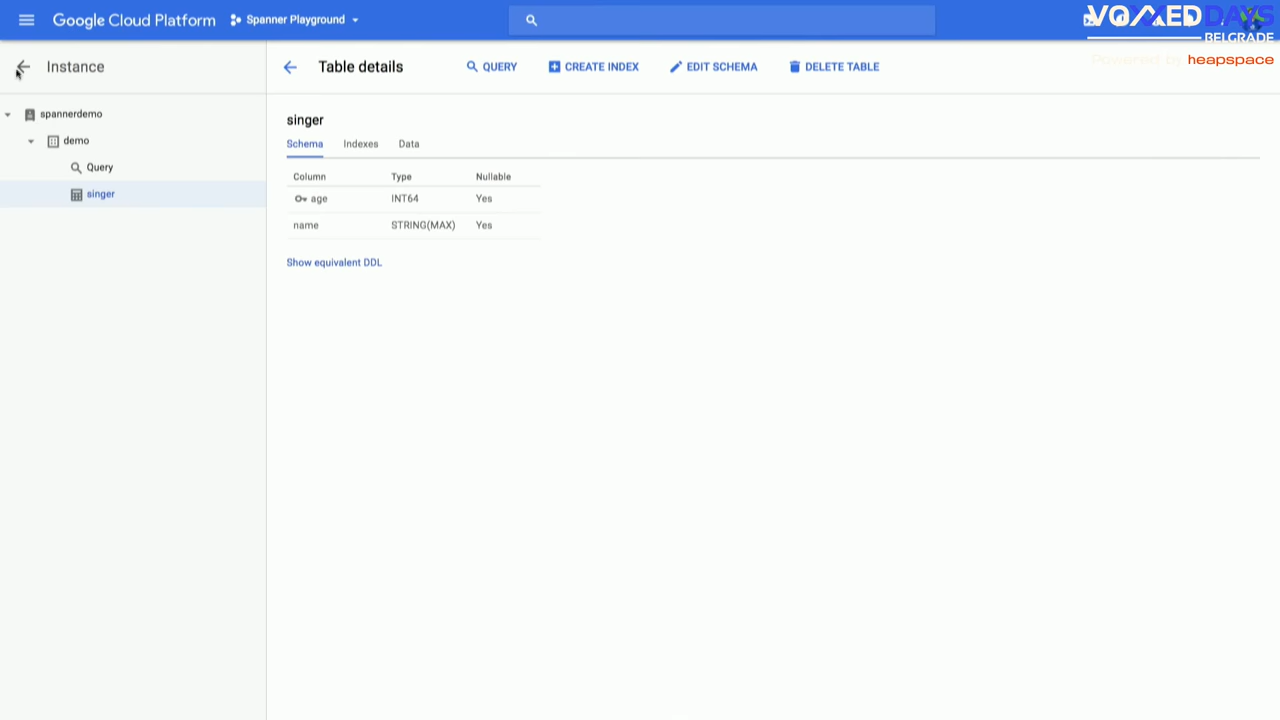 Google Cloud Platform
Spanner Playground
VOXXED DAYS
BELGRADE
Powered by heapspace
Instance
Table details
QUERY
CREATE INDEX
EDIT SCHEMA
DELETE TABLE
spannerdemo
demo
Query
singer
singer
Schema
Indexes
Data
Column Type Nullable
age INT64 Yes
name STRING(MAX) Yes
Show equivalent DDL